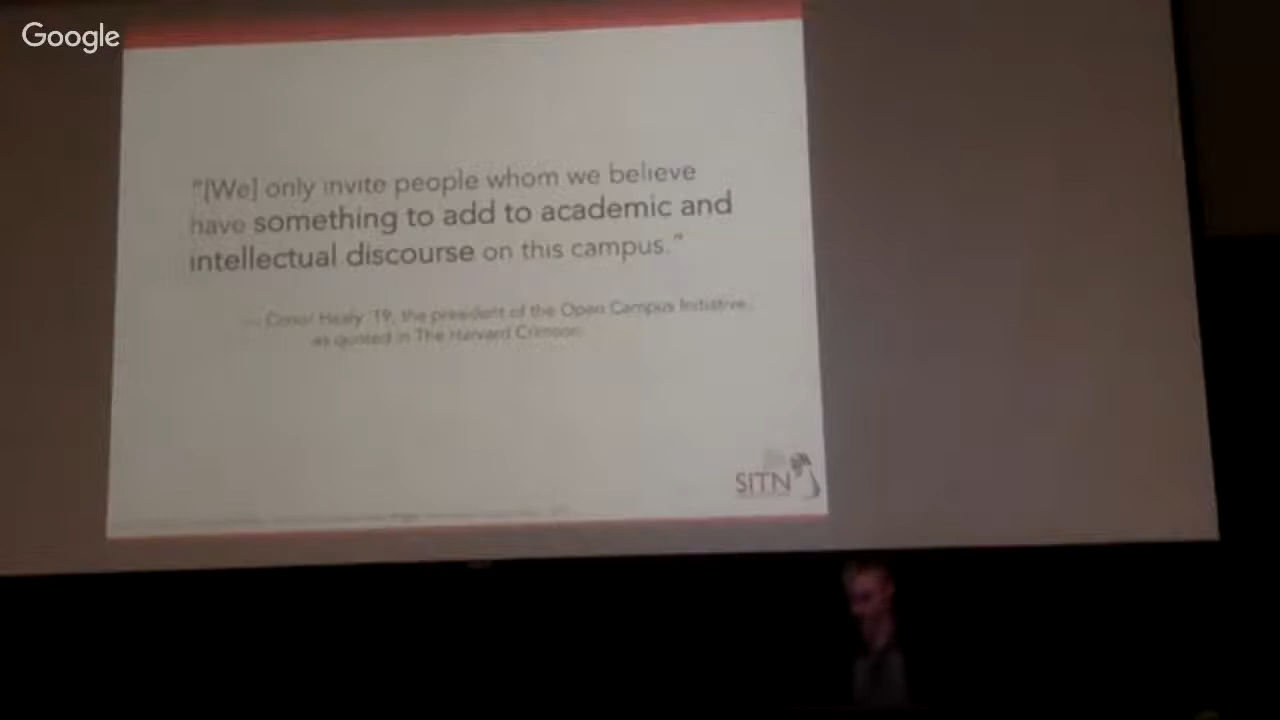 Google
"[We] only invite people whom we believe
have something to add to academic and
intellectual discourse on this campus."
— Conor Healy '19, the president of the Open Campus Initiative,
as quoted in The Harvard Crimson
SITN